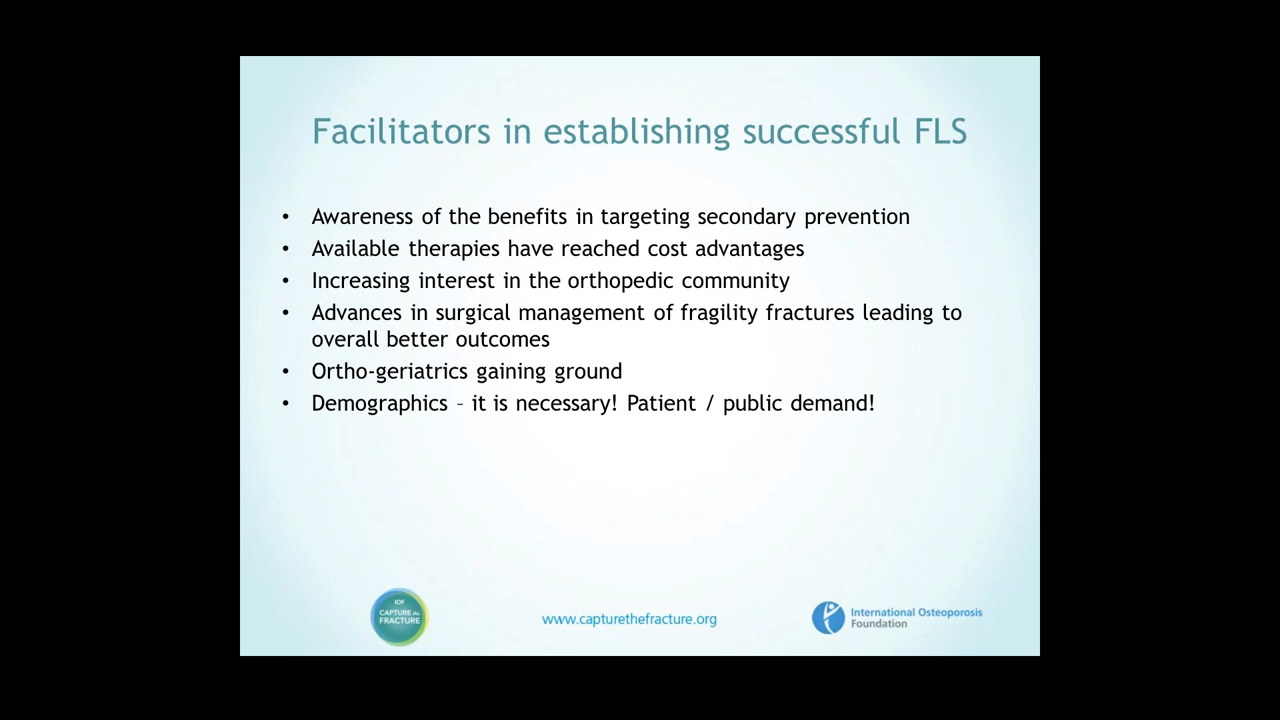 Facilitators in establishing successful FLS
• Awareness of the benefits in targeting secondary prevention
• Available therapies have reached cost advantages
• Increasing interest in the orthopedic community
• Advances in surgical management of fragility fractures leading to
overall better outcomes
• Ortho-geriatrics gaining ground
• Demographics – it is necessary! Patient / public demand!
IOF
CAPTURE the
FRACTURE
www.capturethefracture.org
International Osteoporosis
Foundation